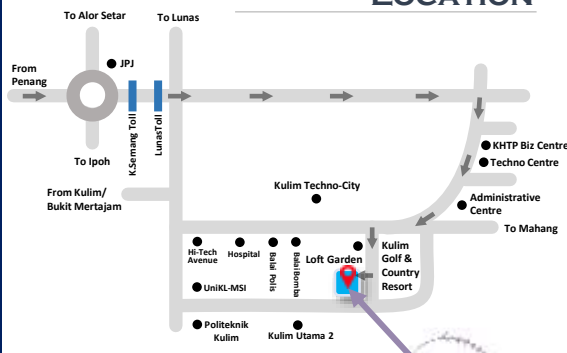 LOCATION
To Alor Setar
To Lunas
JPJ
From
Penang
K.Semang Toll
LunasToll
To Ipoh
KHTP Biz Centre
Techno Centre
From Kulim/
Bukit Mertajam
Kulim Techno-City
Administrative
Centre
To Mahang
Hi-Tech
Avenue
Hospital
Balai Polis
BalaiBomba
Loft Garden
Kulim
Golf &
Country
Resort
UniKL-MSI
Politeknik
Kulim
Kulim Utama 2